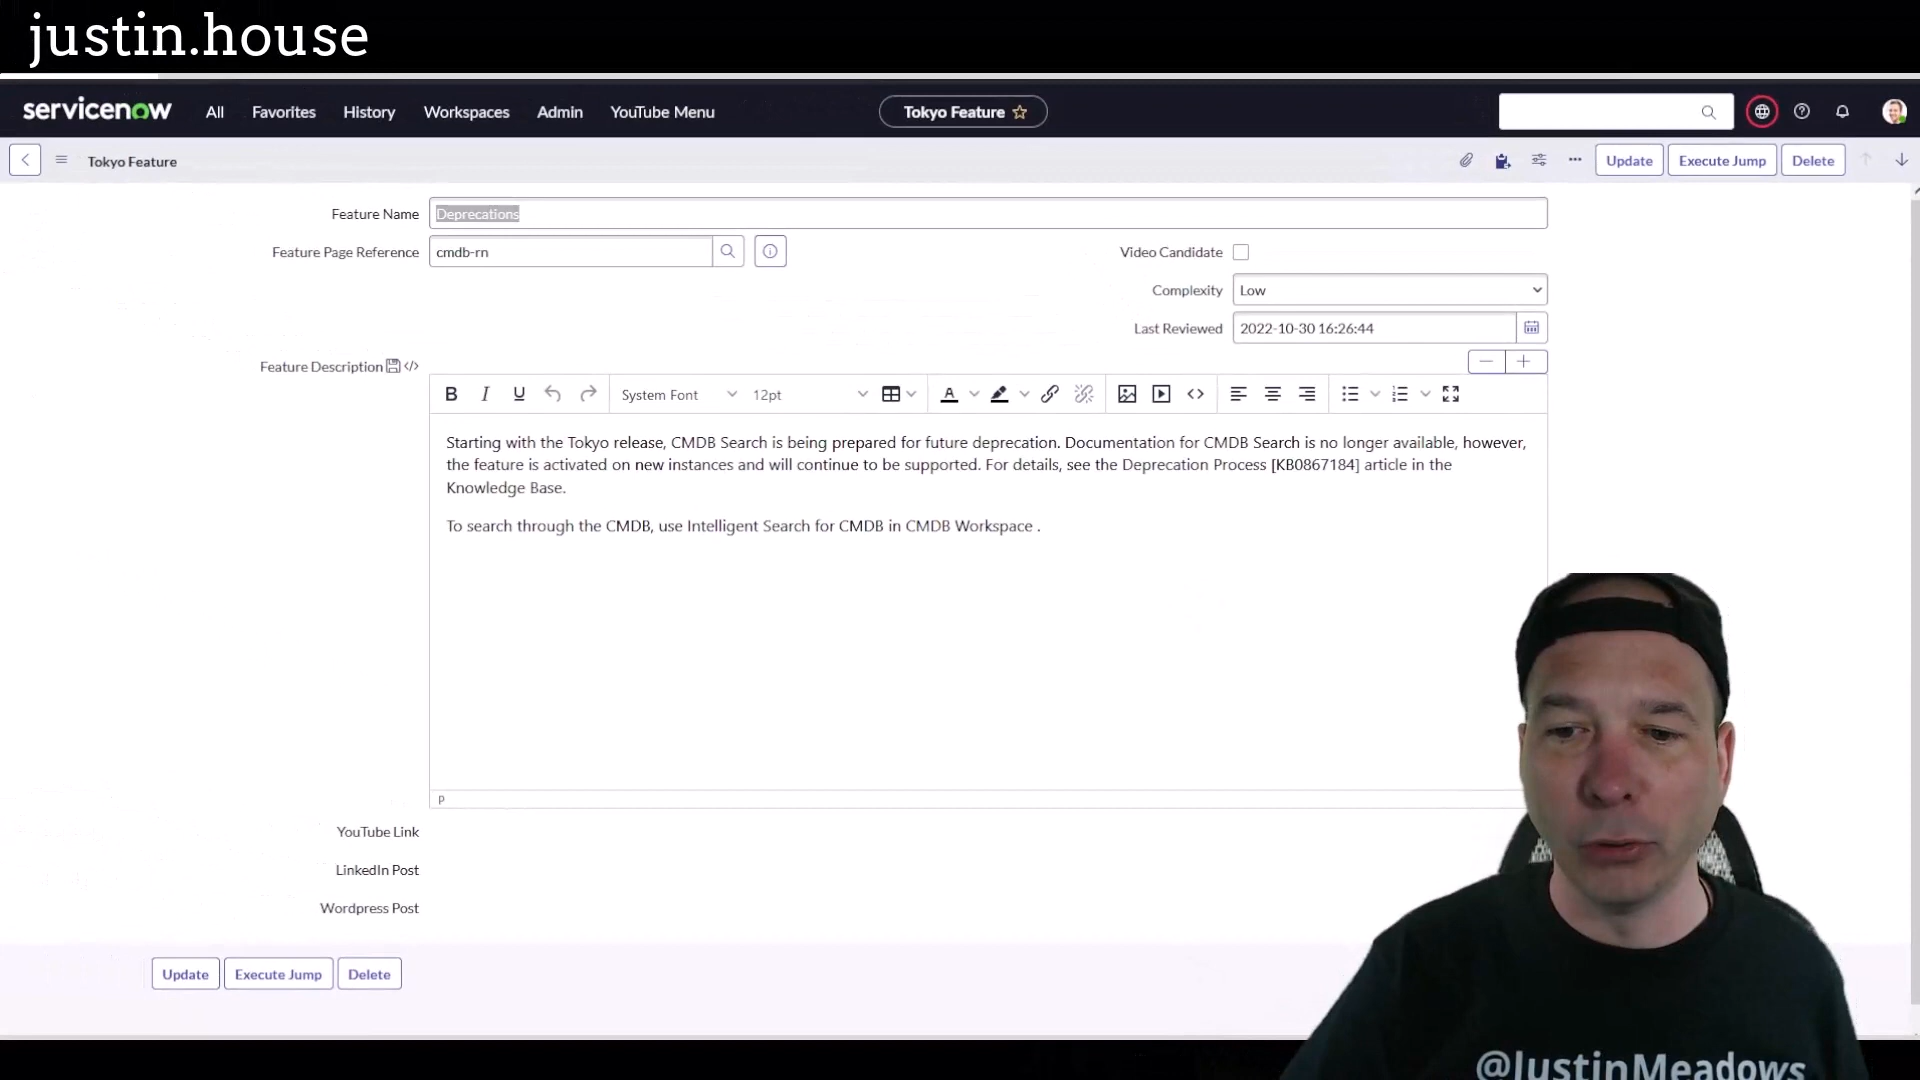 justin.house
servicenow All Favorites History Workspaces Admin YouTube Menu Tokyo Feature
Tokyo Feature Update Execute Jump Delete
Feature Name Deprecations
Feature Page Reference cmdb-rn Video Candidate
Complexity Low
Last Reviewed 2022-10-30 16:26:44
Feature Description
B I U System Font 12pt A
Starting with the Tokyo release, CMDB Search is being prepared for future deprecation. Documentation for CMDB Search is no longer available, however,
the feature is activated on new instances and will continue to be supported. For details, see the Deprecation Process [KB0867184] article in the
Knowledge Base.
To search through the CMDB, use Intelligent Search for CMDB in CMDB Workspace .
P
YouTube Link
LinkedIn Post
Wordpress Post
Update Execute Jump Delete
@JustinMeadows